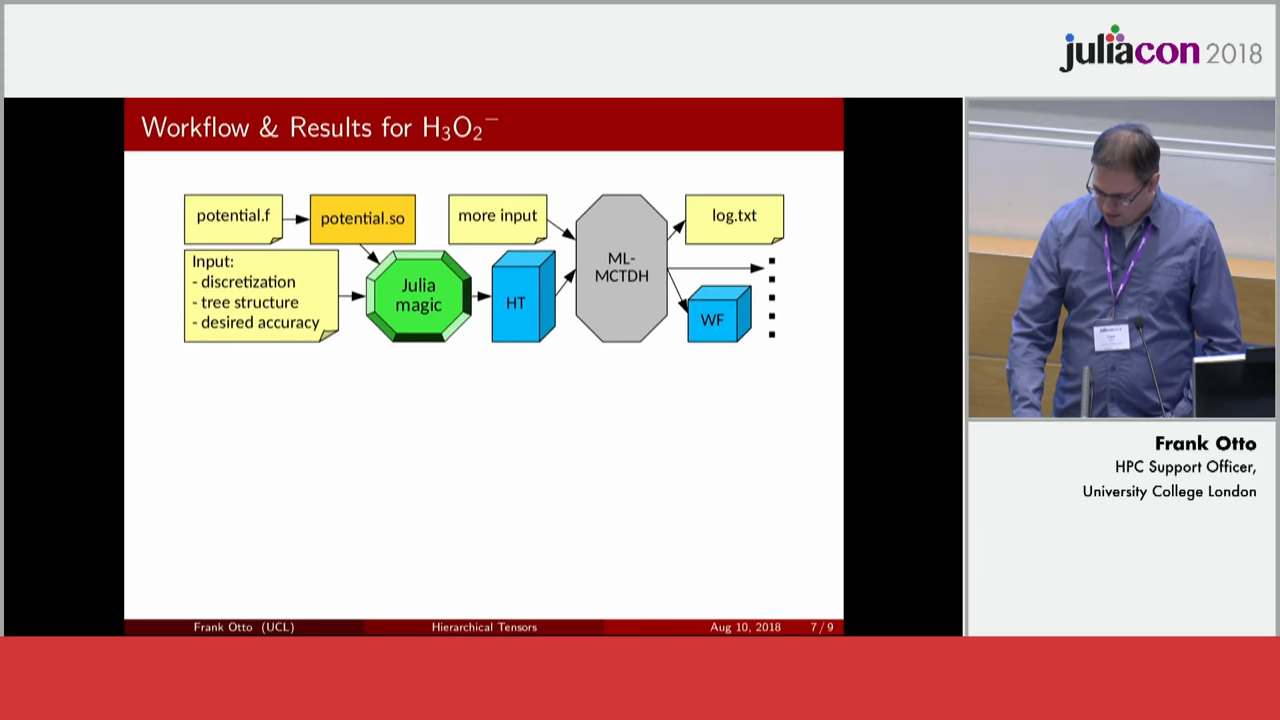 juliacon 2018
Workflow & Results for H₃O₂⁻
potential.f
potential.so
more input
log.txt
Input:
- discretization
- tree structure
- desired accuracy
Julia
magic
HT
ML-
MCTDH
WF
Frank Otto (UCL)
Hierarchical Tensors
Aug 10, 2018
7 / 9
Frank Otto
HPC Support Officer,
University College London